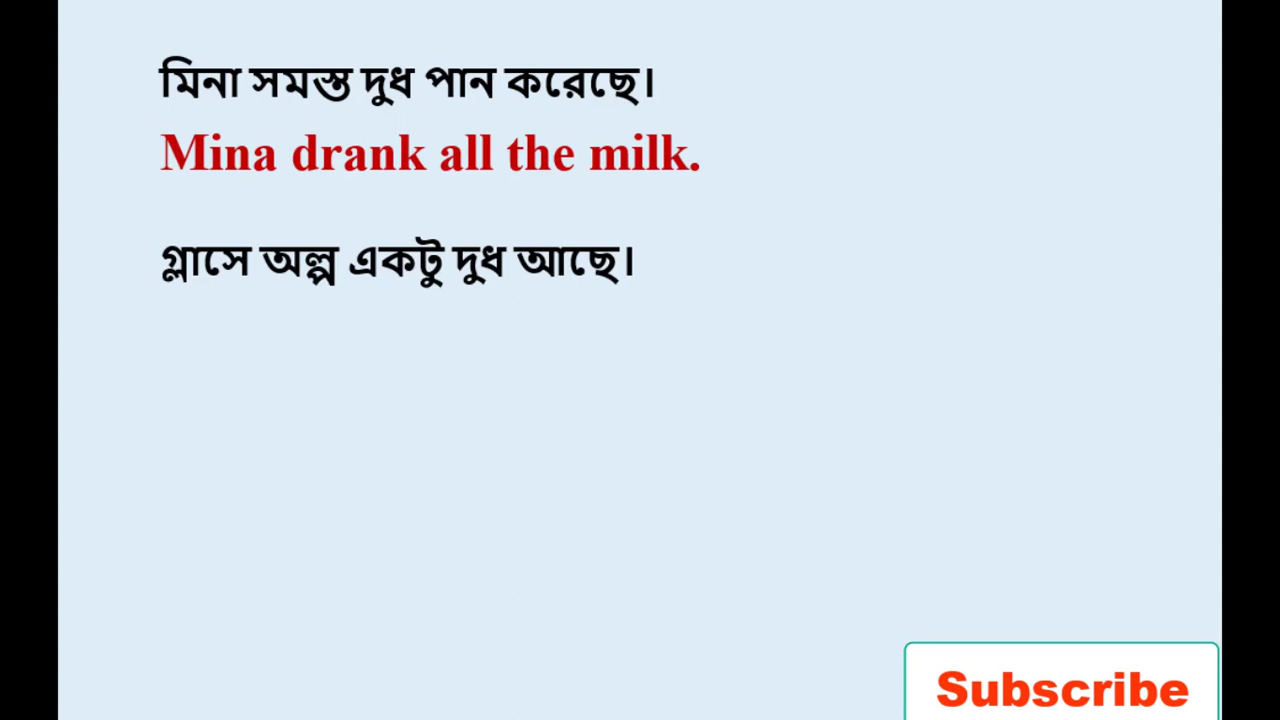 মিনা সমস্ত দুধ পান করেছে।
Mina drank all the milk.
গ্লাসে অল্প একটু দুধ আছে।
Subscribe